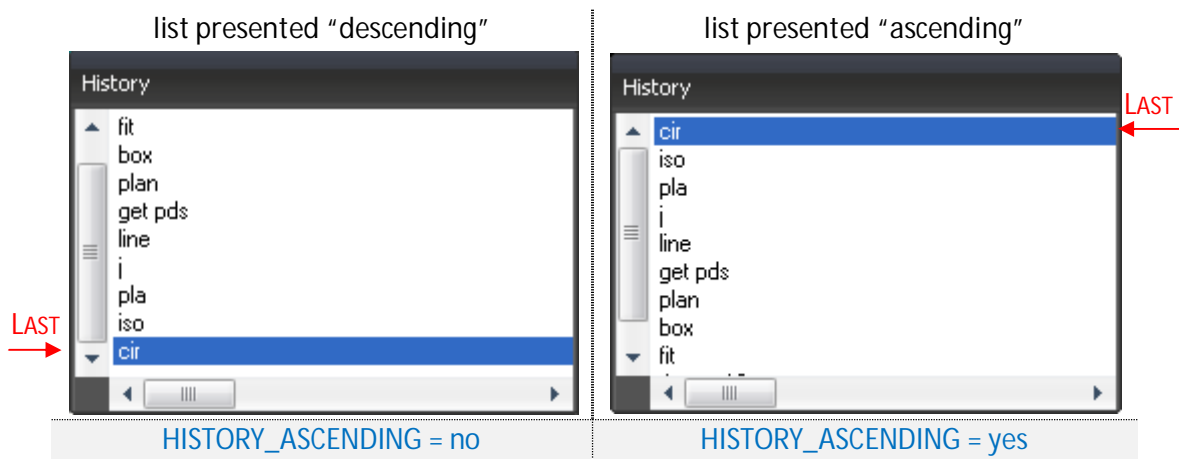 list presented “descending”
History
fit
box
plan
get pds
line
j
pla
iso
cir
LAST
HISTORY_ASCENDING = no
list presented “ascending”
History
cir
iso
pla
j
line
get pds
plan
box
fit
LAST
HISTORY_ASCENDING = yes